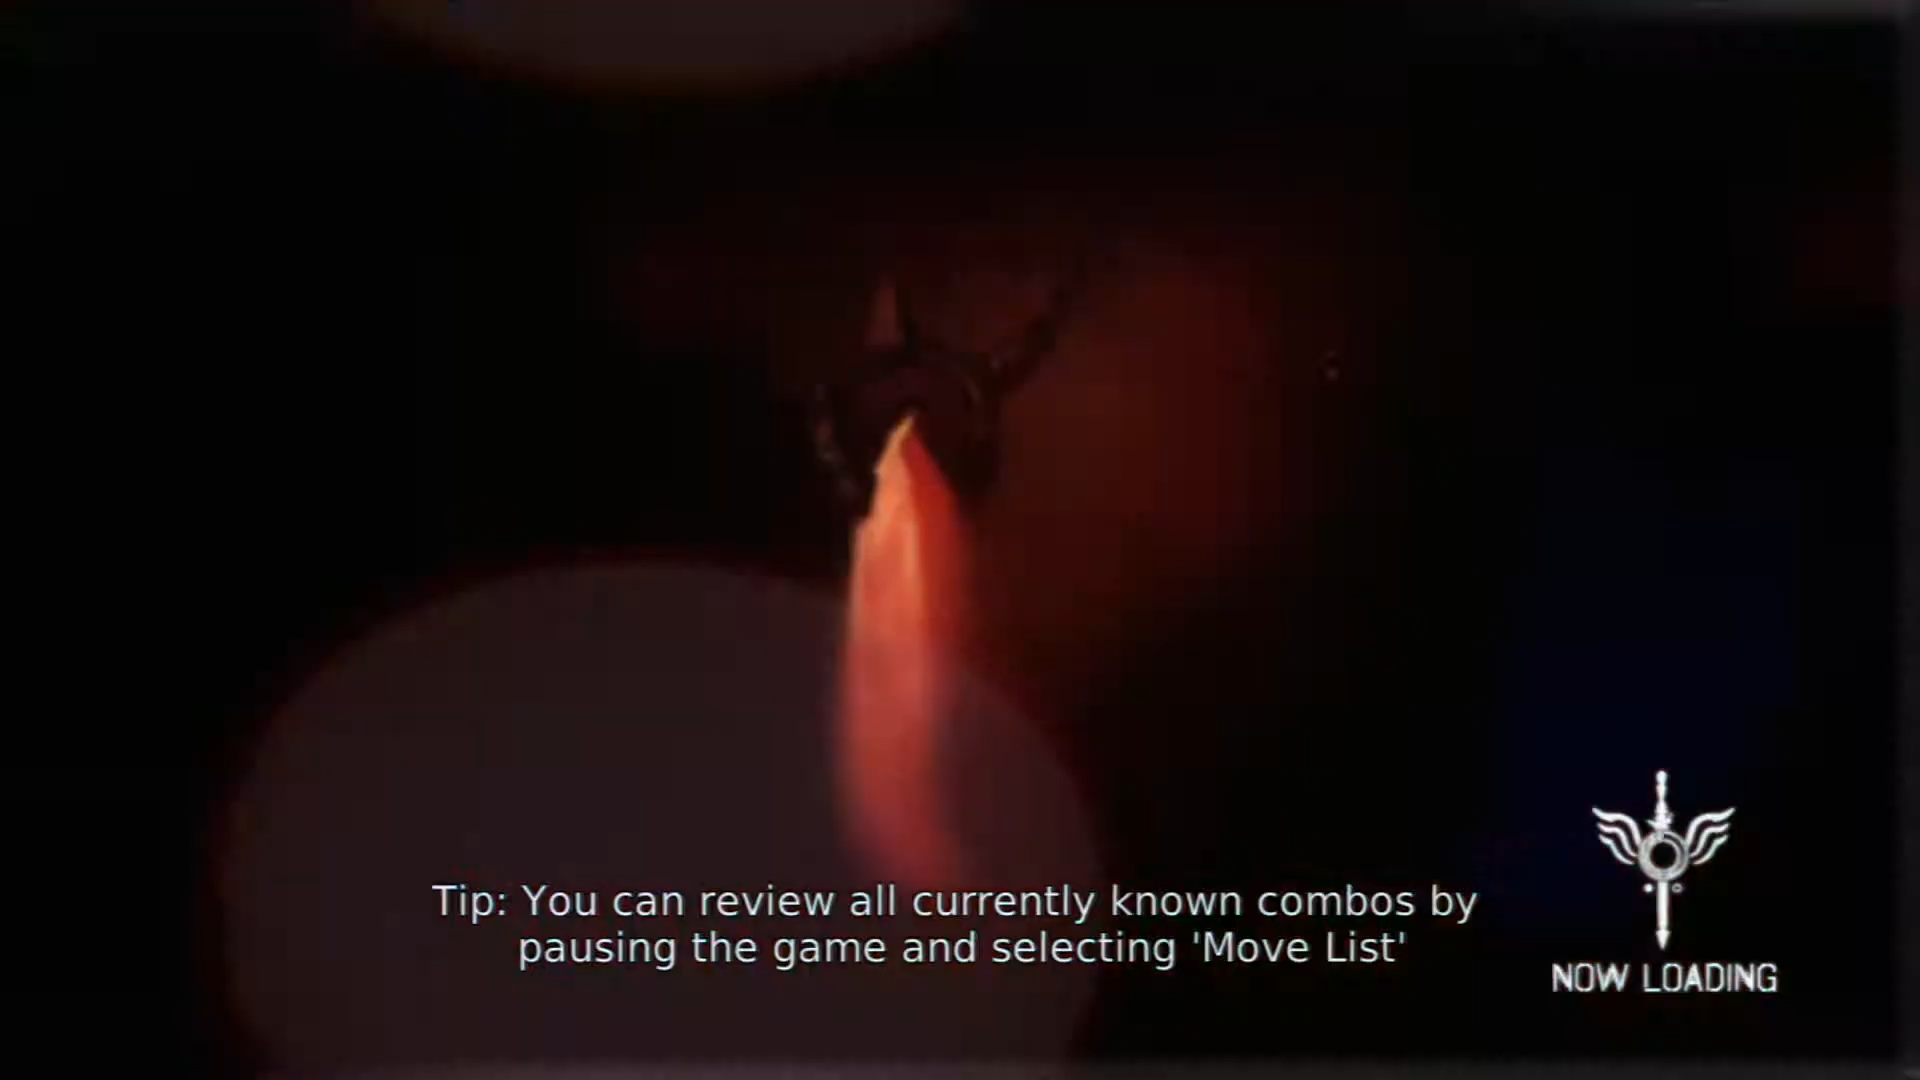 Tip: You can review all currently known combos by
pausing the game and selecting 'Move List'
NOW LOADING